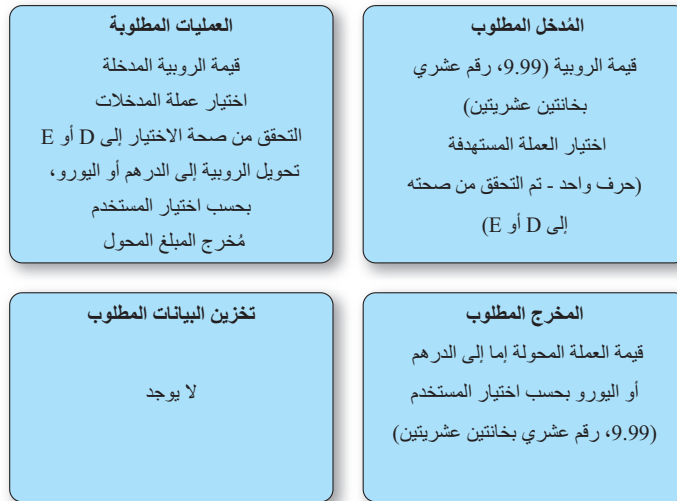 المُدخل المطلوب
قيمة الروبية (9.99، رقم عشري
بخانتين عشريتين)
اختيار العملة المستهدفة
(حرف واحد - تم التحقق من صحته
إلى D أو E)
العمليات المطلوبة
قيمة الروبية المدخلة
اختيار عملة المدخلات
التحقق من صحة الاختيار إلى D أو E
تحويل الروبية إلى الدرهم أو اليورو،
بحسب اختيار المستخدم
مُخرج المبلغ المحول
المخرج المطلوب
قيمة العملة المحولة إما إلى الدرهم
أو اليورو بحسب اختيار المستخدم
(9.99، رقم عشري بخانتين عشريتين)
تخزين البيانات المطلوب
لا يوجد